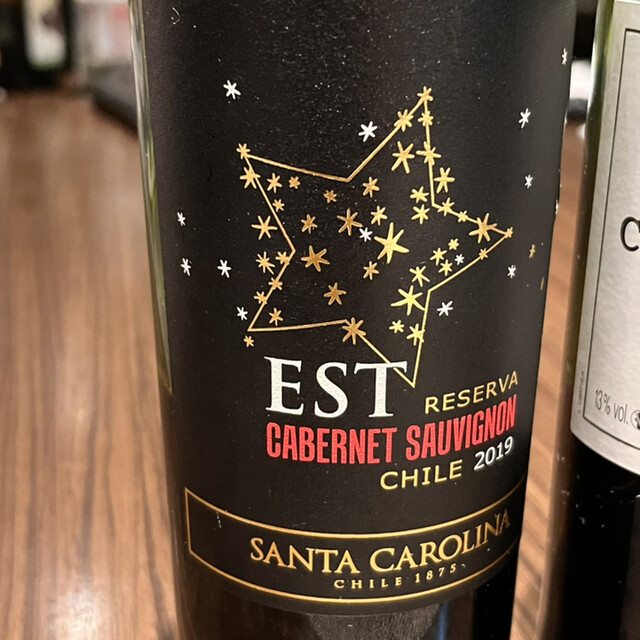 EST
RESERVA
CABERNET SAUVIGNON
CHILE 2019
SANTA CAROLINA
CHILE 1875
C
13% vol.